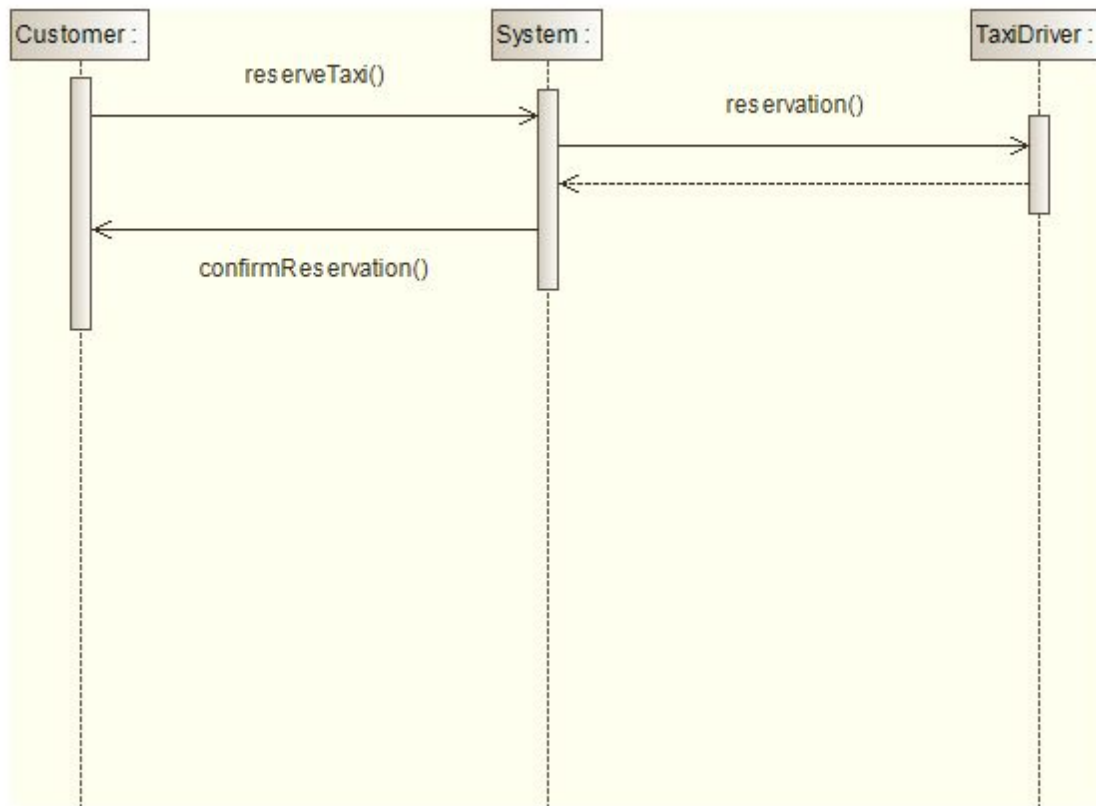 Customer :
System :
TaxiDriver :
reserveTaxi()
reservation()
confirmReservation()